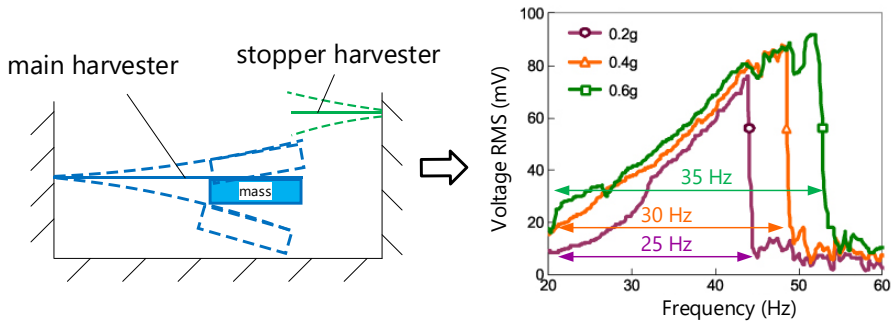 stopper harvester
main harvester
mass
Voltage RMS (mV)
100
80
60
40
20
0
0.2g
0.4g
0.6g
35 Hz
30 Hz
25 Hz
20
30
40
50
60
Frequency (Hz)